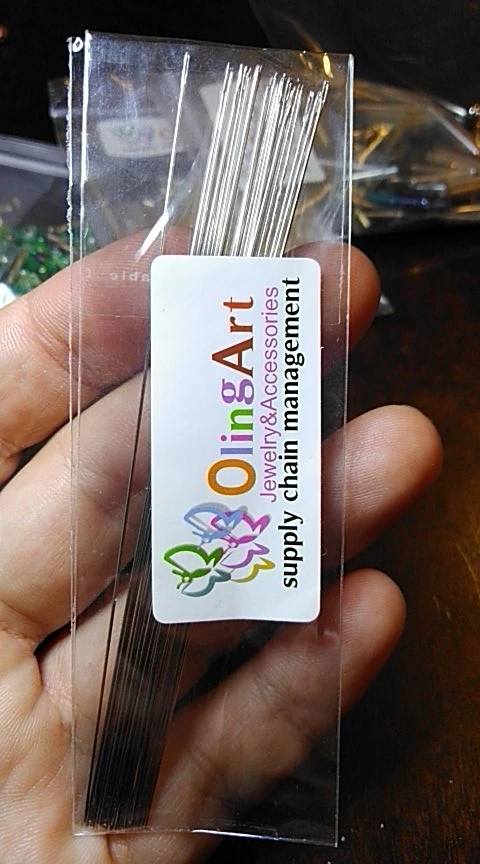 OlingArt
Jewelry&Accessories
supply chain management